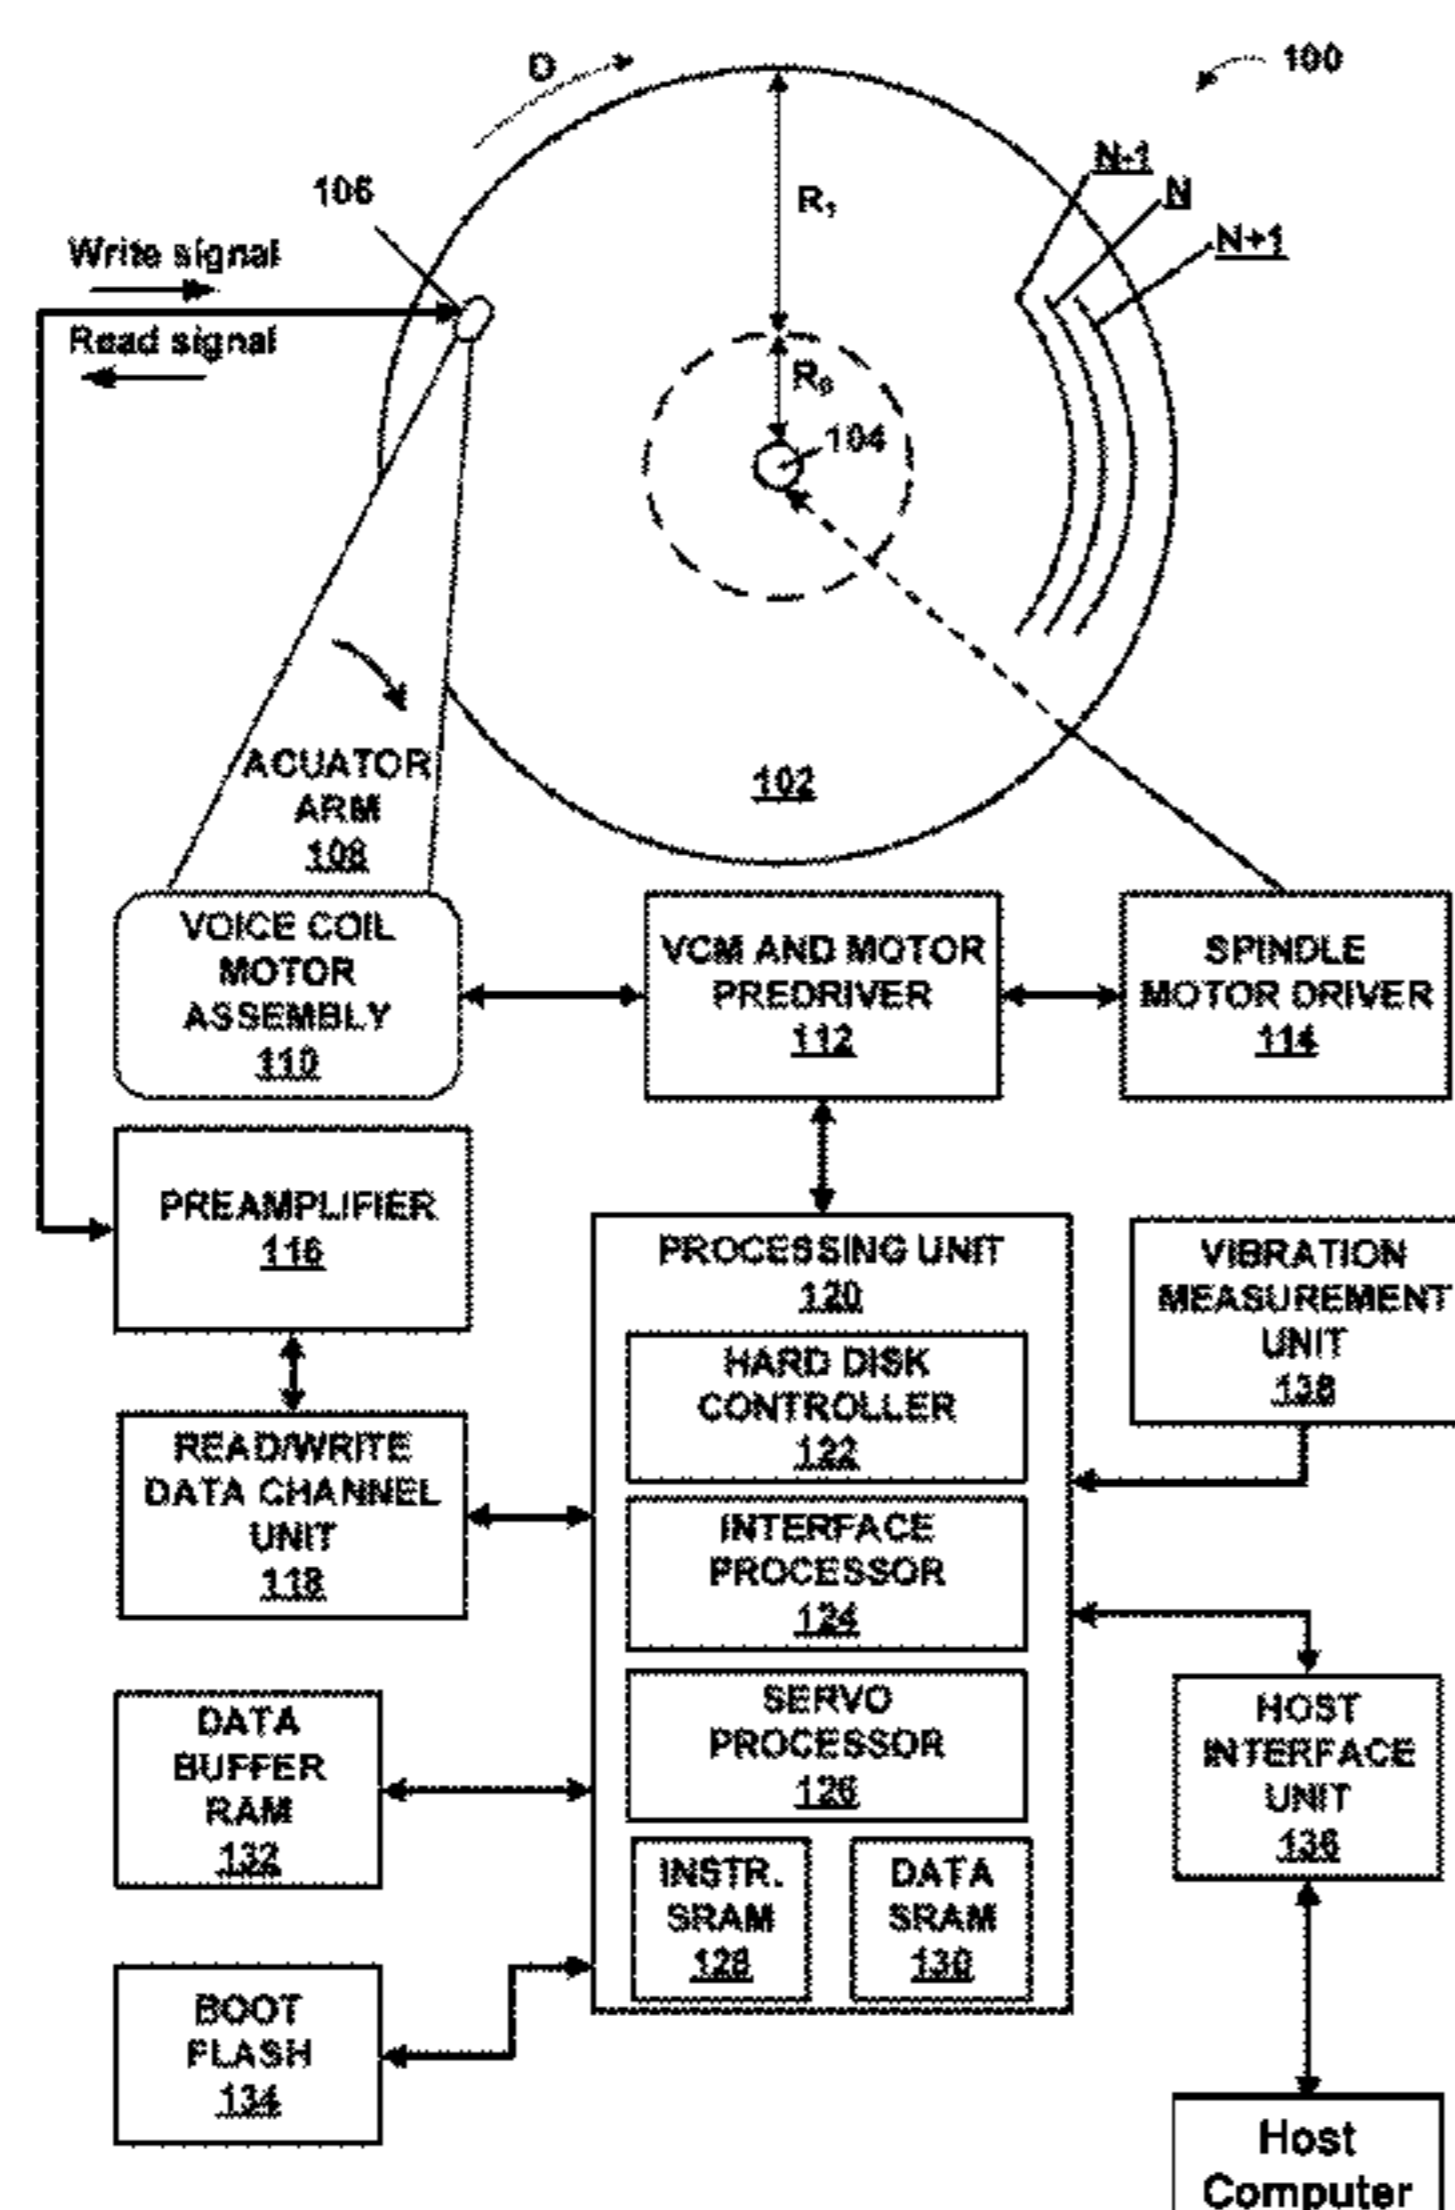 D
100
N-1
N
N+1
106
R1
Write signal
Read signal
R0
104
ACUATOR
ARM
108
102
VOICE COIL
MOTOR
ASSEMBLY
110
VCM AND MOTOR
PREDRIVER
112
SPINDLE
MOTOR DRIVER
114
PREAMPLIFIER
116
PROCESSING UNIT
120
VIBRATION
MEASUREMENT
UNIT
138
HARD DISK
CONTROLLER
122
READ/WRITE
DATA CHANNEL
UNIT
118
INTERFACE
PROCESSOR
124
SERVO
PROCESSOR
126
DATA
BUFFER
RAM
132
HOST
INTERFACE
UNIT
136
INSTR.
SRAM
128
DATA
SRAM
130
BOOT
FLASH
134
Host
Computer